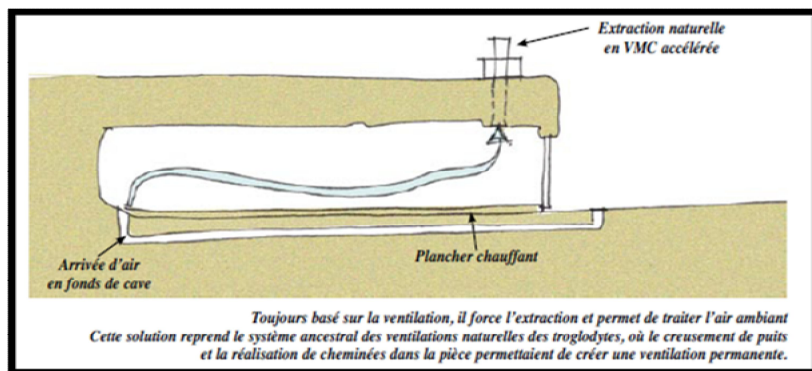 Extraction naturelle
en VMC accélérée
Arrivée d'air
en fonds de cave
Plancher chauffant
Toujours basé sur la ventilation, il force l'extraction et permet de traiter l'air ambiant
Cette solution reprend le système ancestral des ventilations naturelles des troglodytes, où le creusement de puits
et la réalisation de cheminées dans la pièce permettaient de créer une ventilation permanente.